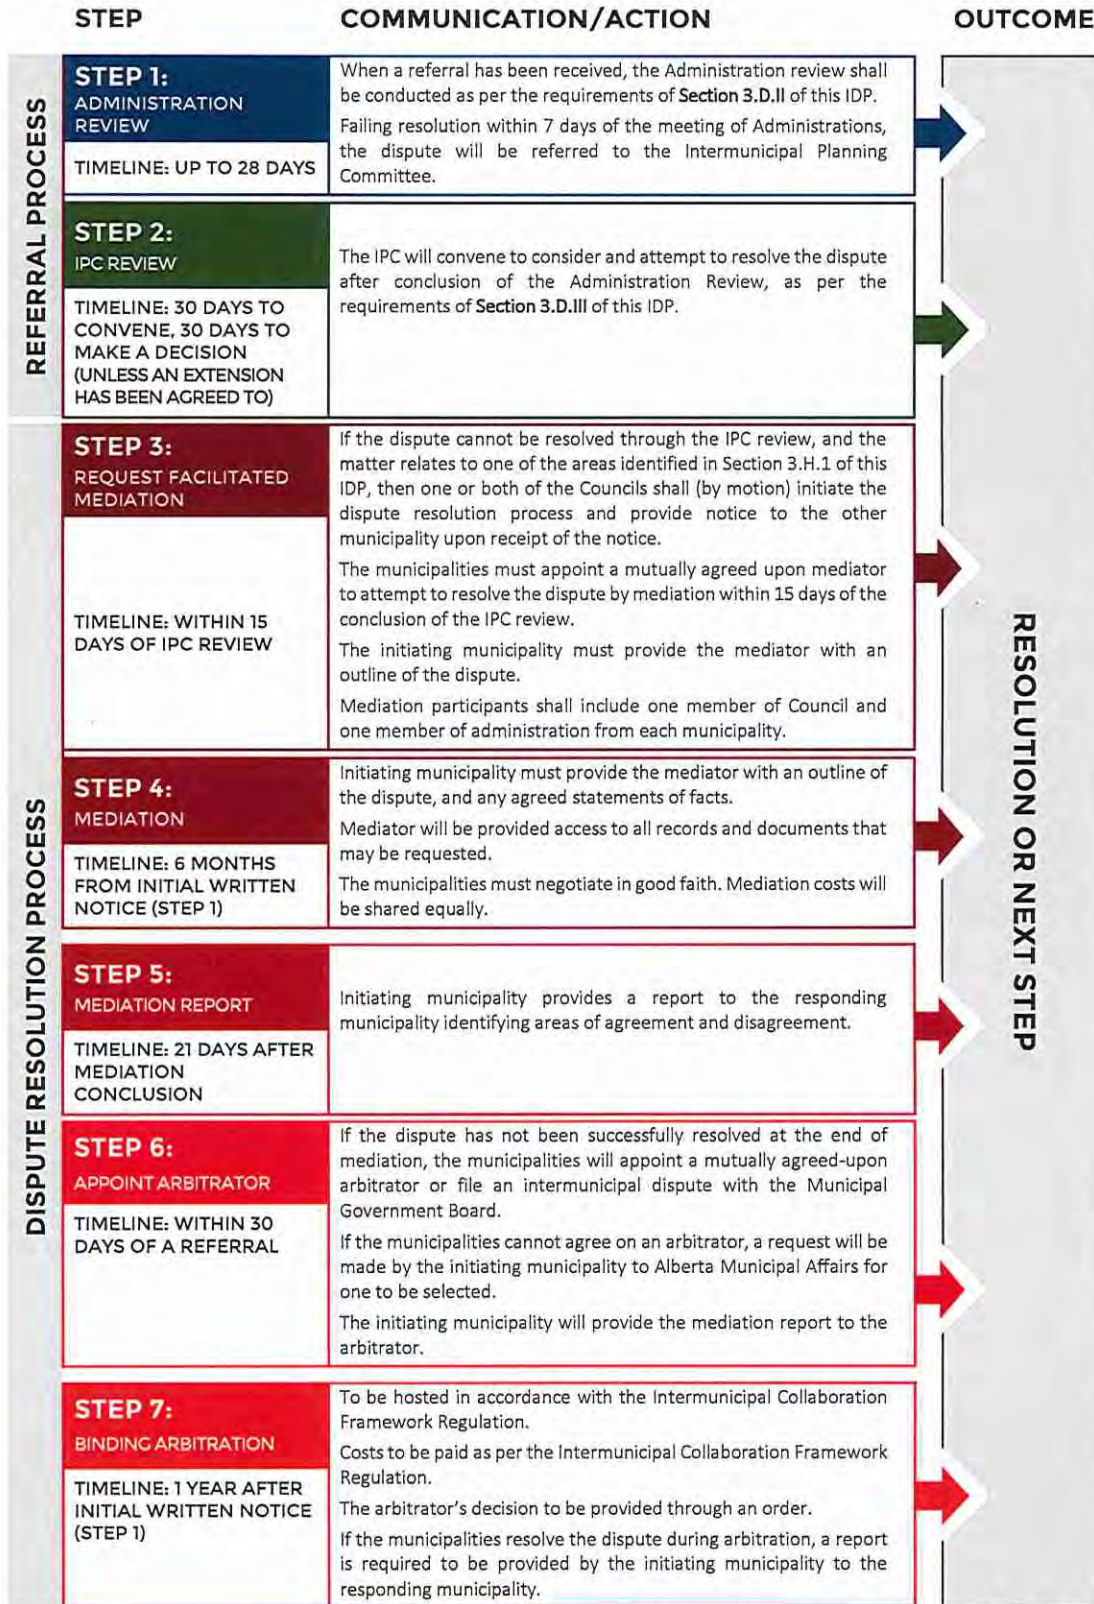 STEP
COMMUNICATION/ACTION
OUTCOME
REFERRAL PROCESS
STEP 1:
ADMINISTRATION
REVIEW
TIMELINE: UP TO 28 DAYS
When a referral has been received, the Administration review shall
be conducted as per the requirements of Section 3.D.II of this IDP.
Failing resolution within 7 days of the meeting of Administrations,
the dispute will be referred to the Intermunicipal Planning
Committee.
STEP 2:
IPC REVIEW
TIMELINE: 30 DAYS TO
CONVENE, 30 DAYS TO
MAKE A DECISION
(UNLESS AN EXTENSION
HAS BEEN AGREED TO)
The IPC will convene to consider and attempt to resolve the dispute
after conclusion of the Administration Review, as per the
requirements of Section 3.D.III of this IDP.
DISPUTE RESOLUTION PROCESS
STEP 3:
REQUEST FACILITATED
MEDIATION
TIMELINE: WITHIN 15
DAYS OF IPC REVIEW
If the dispute cannot be resolved through the IPC review, and the
matter relates to one of the areas identified in Section 3.H.1 of this
IDP, then one or both of the Councils shall (by motion) initiate the
dispute resolution process and provide notice to the other
municipality upon receipt of the notice.
The municipalities must appoint a mutually agreed upon mediator
to attempt to resolve the dispute by mediation within 15 days of the
conclusion of the IPC review.
The initiating municipality must provide the mediator with an
outline of the dispute.
Mediation participants shall include one member of Council and
one member of administration from each municipality.
STEP 4:
MEDIATION
TIMELINE: 6 MONTHS
FROM INITIAL WRITTEN
NOTICE (STEP 1)
Initiating municipality must provide the mediator with an outline of
the dispute, and any agreed statements of facts.
Mediator will be provided access to all records and documents that
may be requested.
The municipalities must negotiate in good faith. Mediation costs will
be shared equally.
STEP 5:
MEDIATION REPORT
TIMELINE: 21 DAYS AFTER
MEDIATION
CONCLUSION
Initiating municipality provides a report to the responding
municipality identifying areas of agreement and disagreement.
STEP 6:
APPOINT ARBITRATOR
TIMELINE: WITHIN 30
DAYS OF A REFERRAL
If the dispute has not been successfully resolved at the end of
mediation, the municipalities will appoint a mutually agreed-upon
arbitrator or file an intermunicipal dispute with the Municipal
Government Board.
If the municipalities cannot agree on an arbitrator, a request will be
made by the initiating municipality to Alberta Municipal Affairs for
one to be selected.
The initiating municipality will provide the mediation report to the
arbitrator.
STEP 7:
BINDING ARBITRATION
TIMELINE: 1 YEAR AFTER
INITIAL WRITTEN NOTICE
(STEP 1)
To be hosted in accordance with the Intermunicipal Collaboration
Framework Regulation.
Costs to be paid as per the Intermunicipal Collaboration Framework
Regulation.
The arbitrator's decision to be provided through an order.
If the municipalities resolve the dispute during arbitration, a report
is required to be provided by the initiating municipality to the
responding municipality.
RESOLUTION OR NEXT STEP